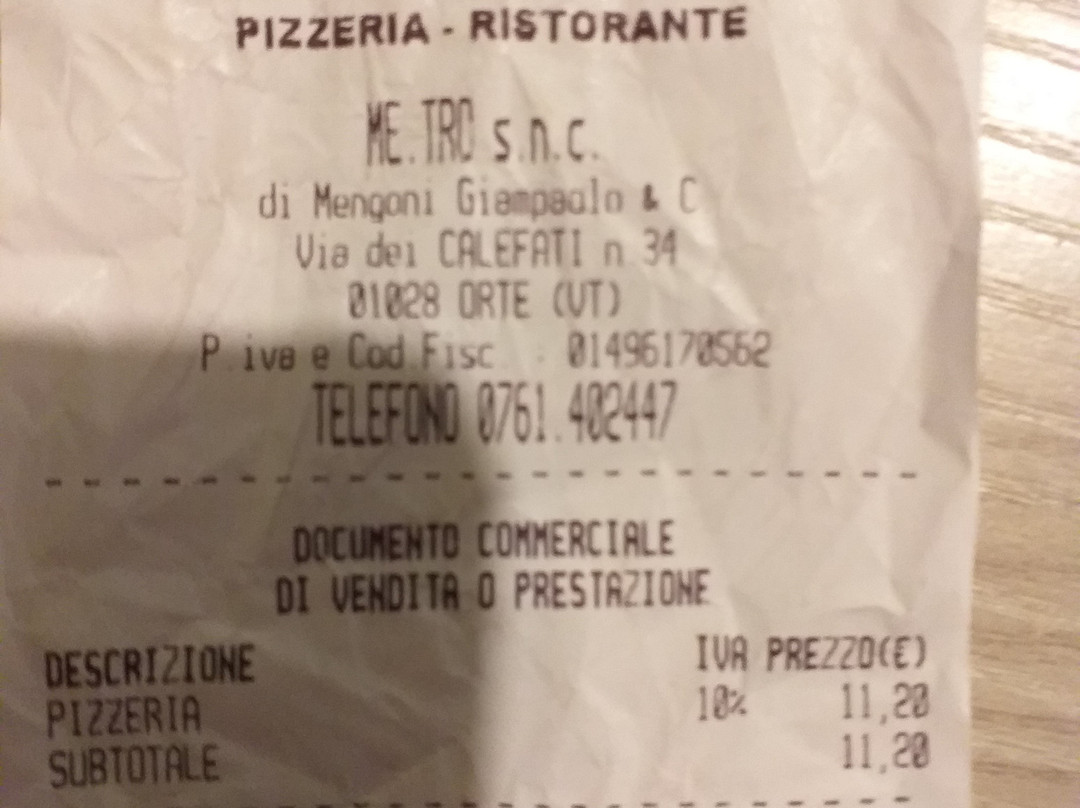 PIZZERIA - RISTORANTE
ME.TRO s.n.c.
di Mengoni Giampaolo & C
Via dei CALEFATI n 34
01028 ORTE (VT)
P.iva e Cod.Fisc. : 01496170562
TELEFONO 0761.402447
DOCUMENTO COMMERCIALE
DI VENDITA O PRESTAZIONE
DESCRIZIONE IVA PREZZO(€)
PIZZERIA 10% 11,20
SUBTOTALE 11,20